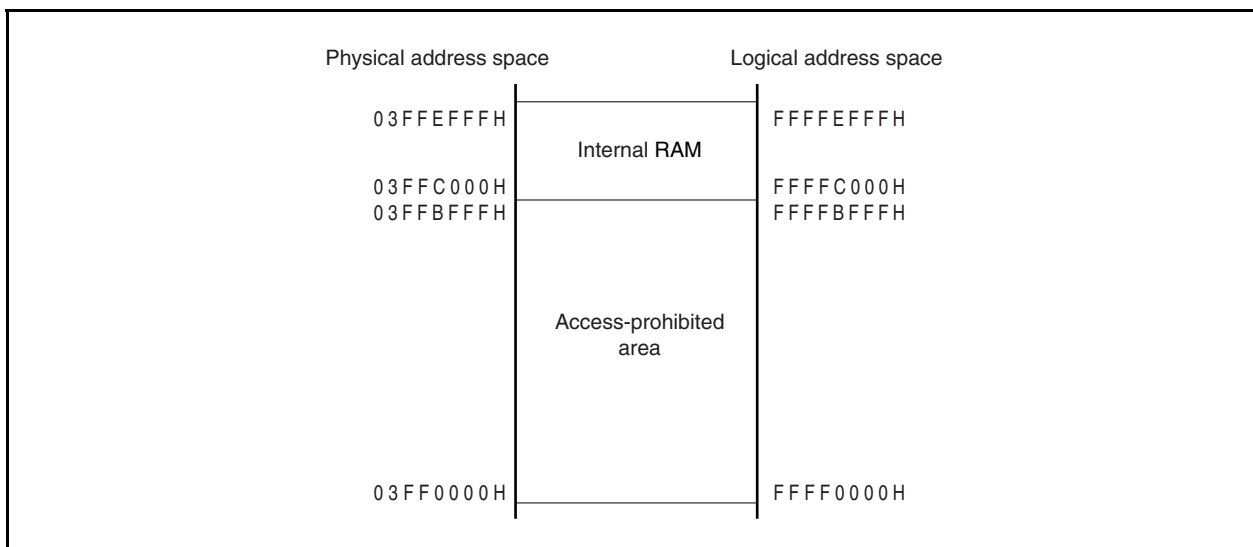 Physical address space Logical address space
03FFEFFFH FFFFEFFFH
Internal RAM
03FFC000H FFFFC000H
03FFBFFFH FFFFBFFFH
Access-prohibited
area
03FF0000H FFFF0000H